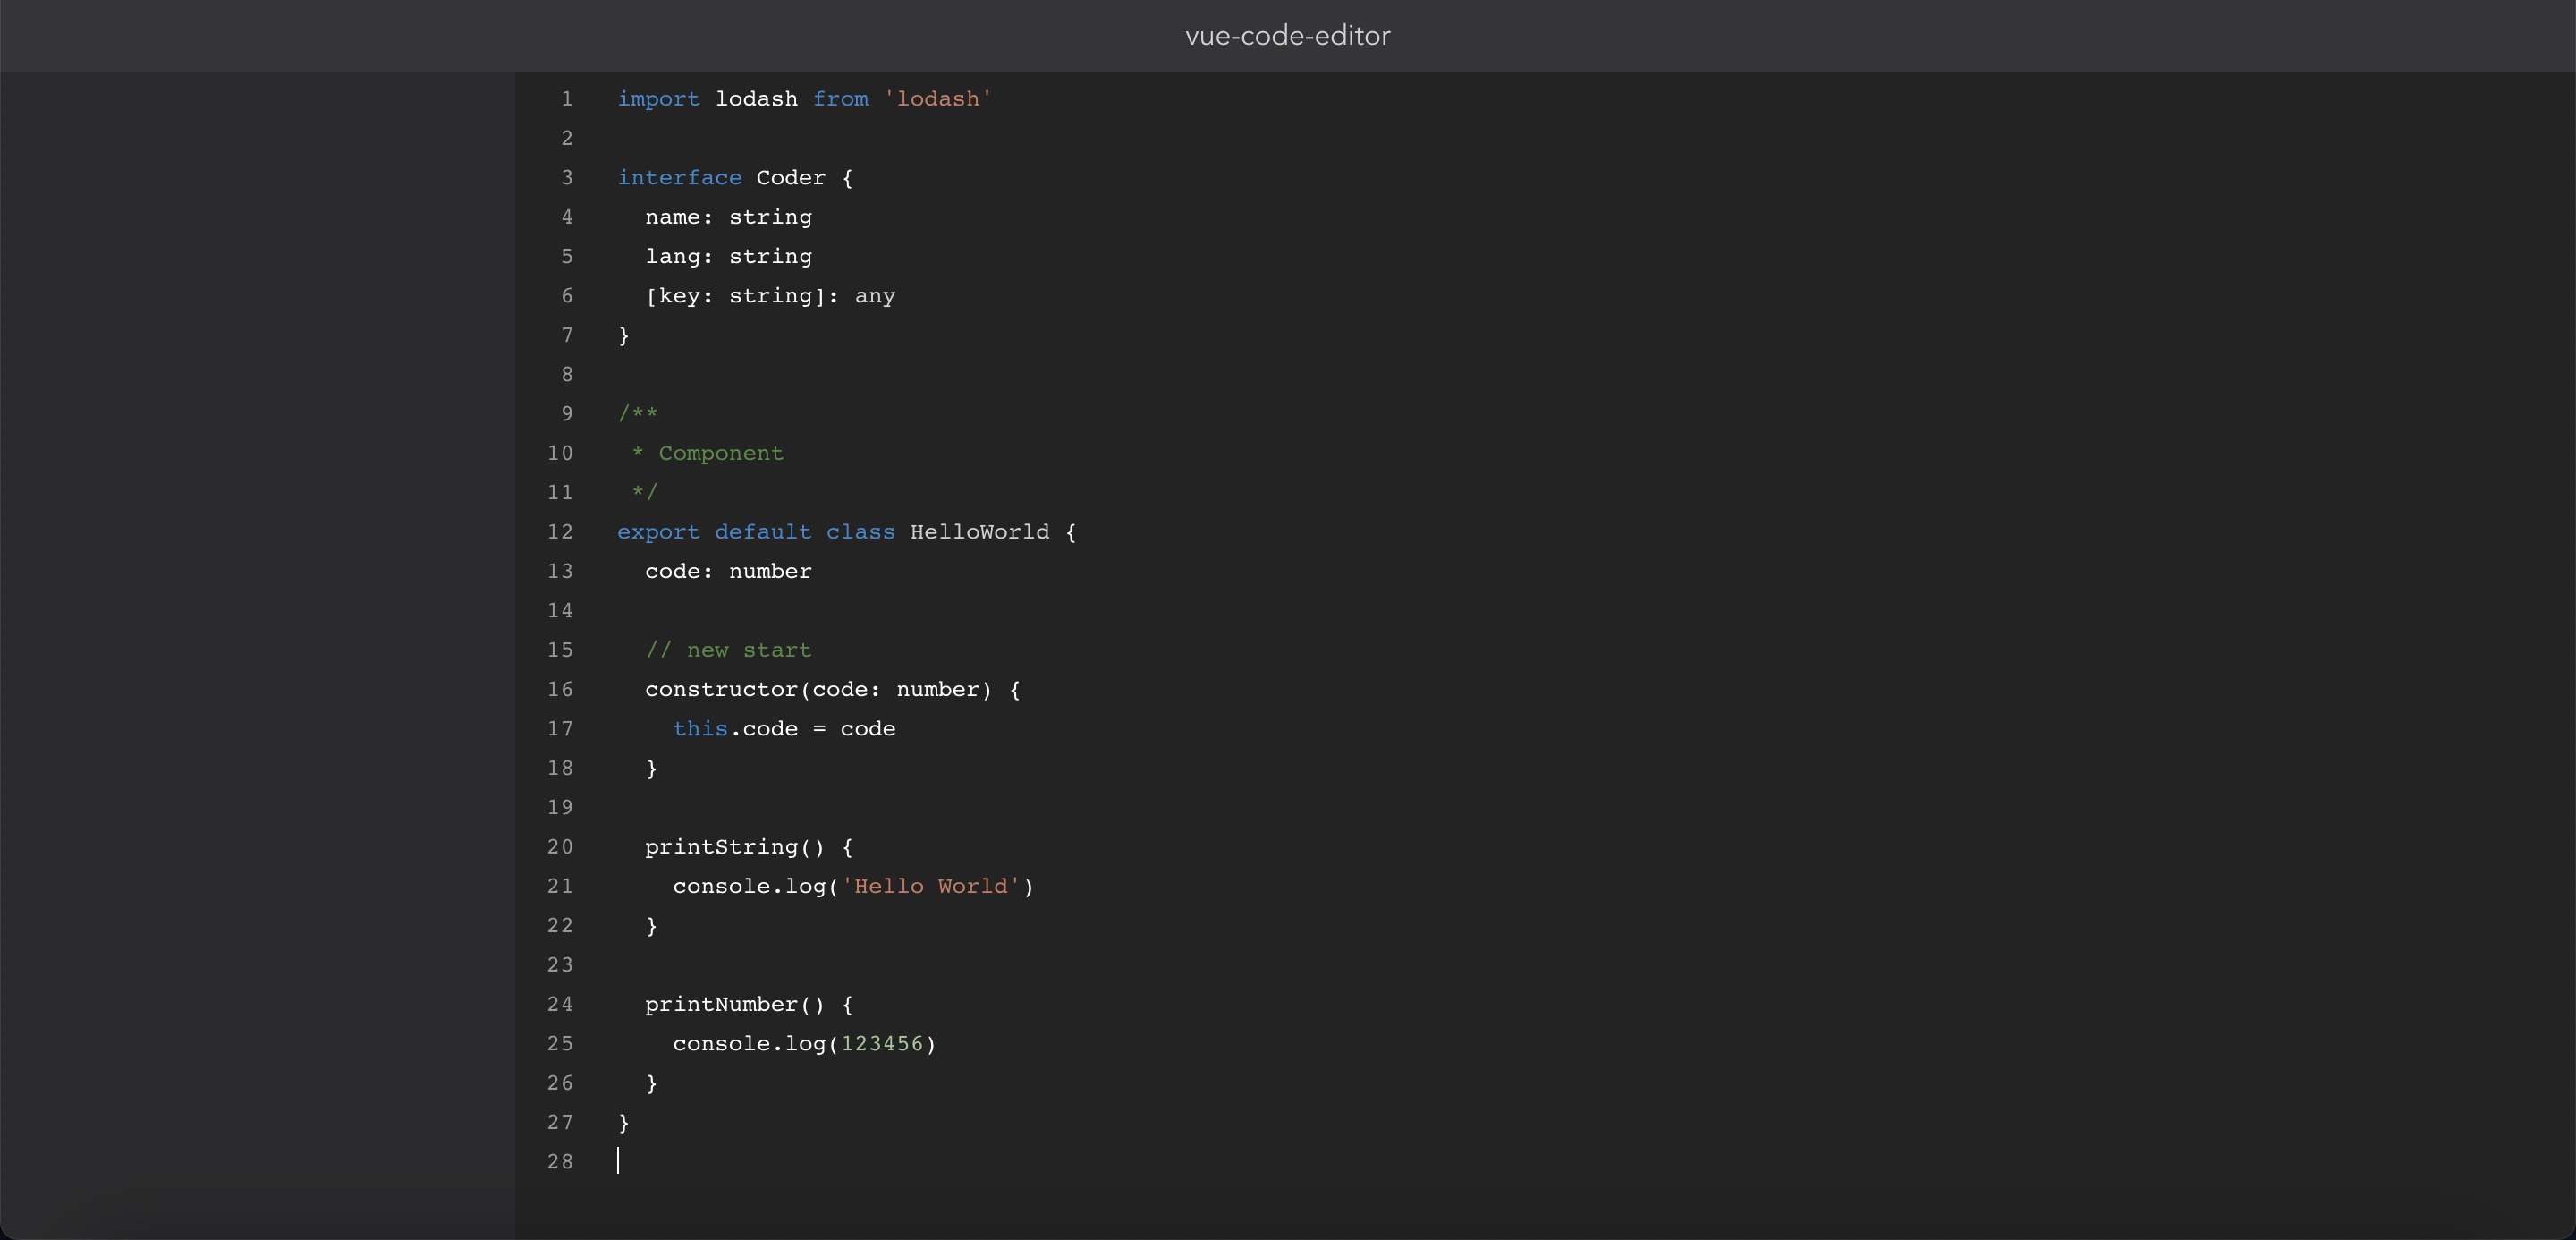 vue-code-editor
1 import lodash from 'lodash'
2
3 interface Coder {
4   name: string
5   lang: string
6   [key: string]: any
7 }
8
9 /**
10  * Component
11  */
12 export default class HelloWorld {
13   code: number
14
15   // new start
16   constructor(code: number) {
17     this.code = code
18   }
19
20   printString() {
21     console.log('Hello World')
22   }
23
24   printNumber() {
25     console.log(123456)
26   }
27 }
28